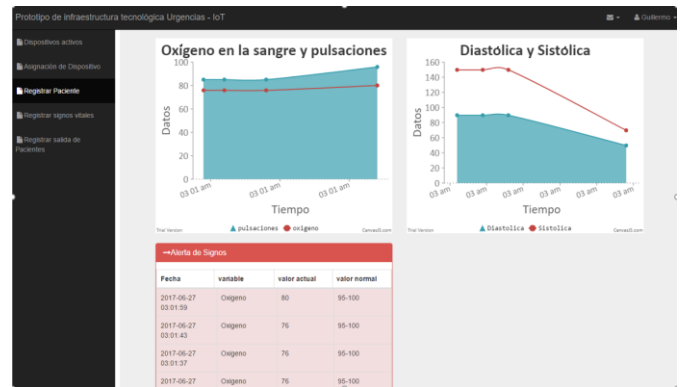 Prototipo de infraestructura tecnológica Urgencias - IoT
Guillermo
Dispositivos activos
Asignación de Dispositivo
Registrar Paciente
Registrar signos vitales
Registrar salida de
Pacientes
Oxígeno en la sangre y pulsaciones
Datos
100
80
60
40
20
0
03:01 am
03:01 am
03:01 am
Tiempo
Trial Version
pulsaciones
oxigeno
CanvasJS.com
Diastólica y Sistólica
Datos
160
140
120
100
80
60
40
20
0
03 am
03 am
03 am
03 am
03 am
03 am
Tiempo
Trial Version
Diastolica
Sistolica
CanvasJS.com
Alerta de Signos
Fecha variable valor actual valor normal
2017-06-27 Oxigeno 80 95-100
03:01:59
2017-06-27 Oxigeno 76 95-100
03:01:43
2017-06-27 Oxigeno 76 95-100
03:01:37
2017-06-27 Oxigeno 76 95-100